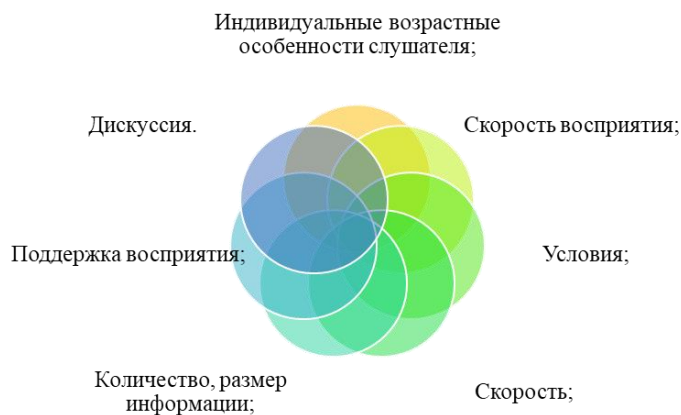 Индивидуальные возрастные
особенности слушателя;
Дискуссия.
Скорость восприятия;
Поддержка восприятия;
Условия;
Количество, размер
информации;
Скорость;